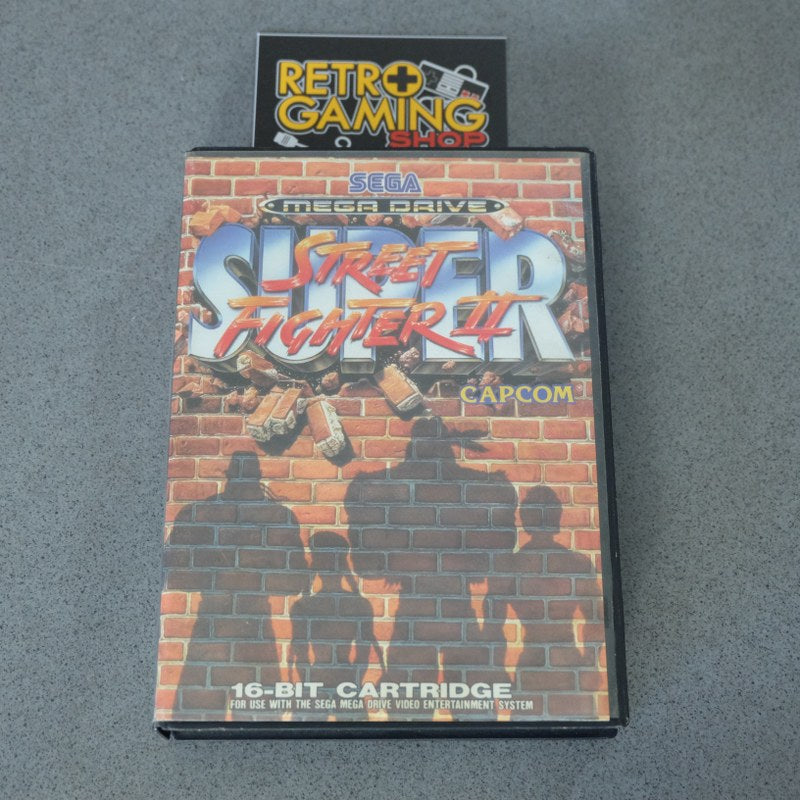 RETRO
GAMING
SHOP
SEGA
MEGA DRIVE
SUPER
STREET
FIGHTER II
CAPCOM
16-BIT CARTRIDGE
FOR USE WITH THE SEGA MEGA DRIVE VIDEO ENTERTAINMENT SYSTEM